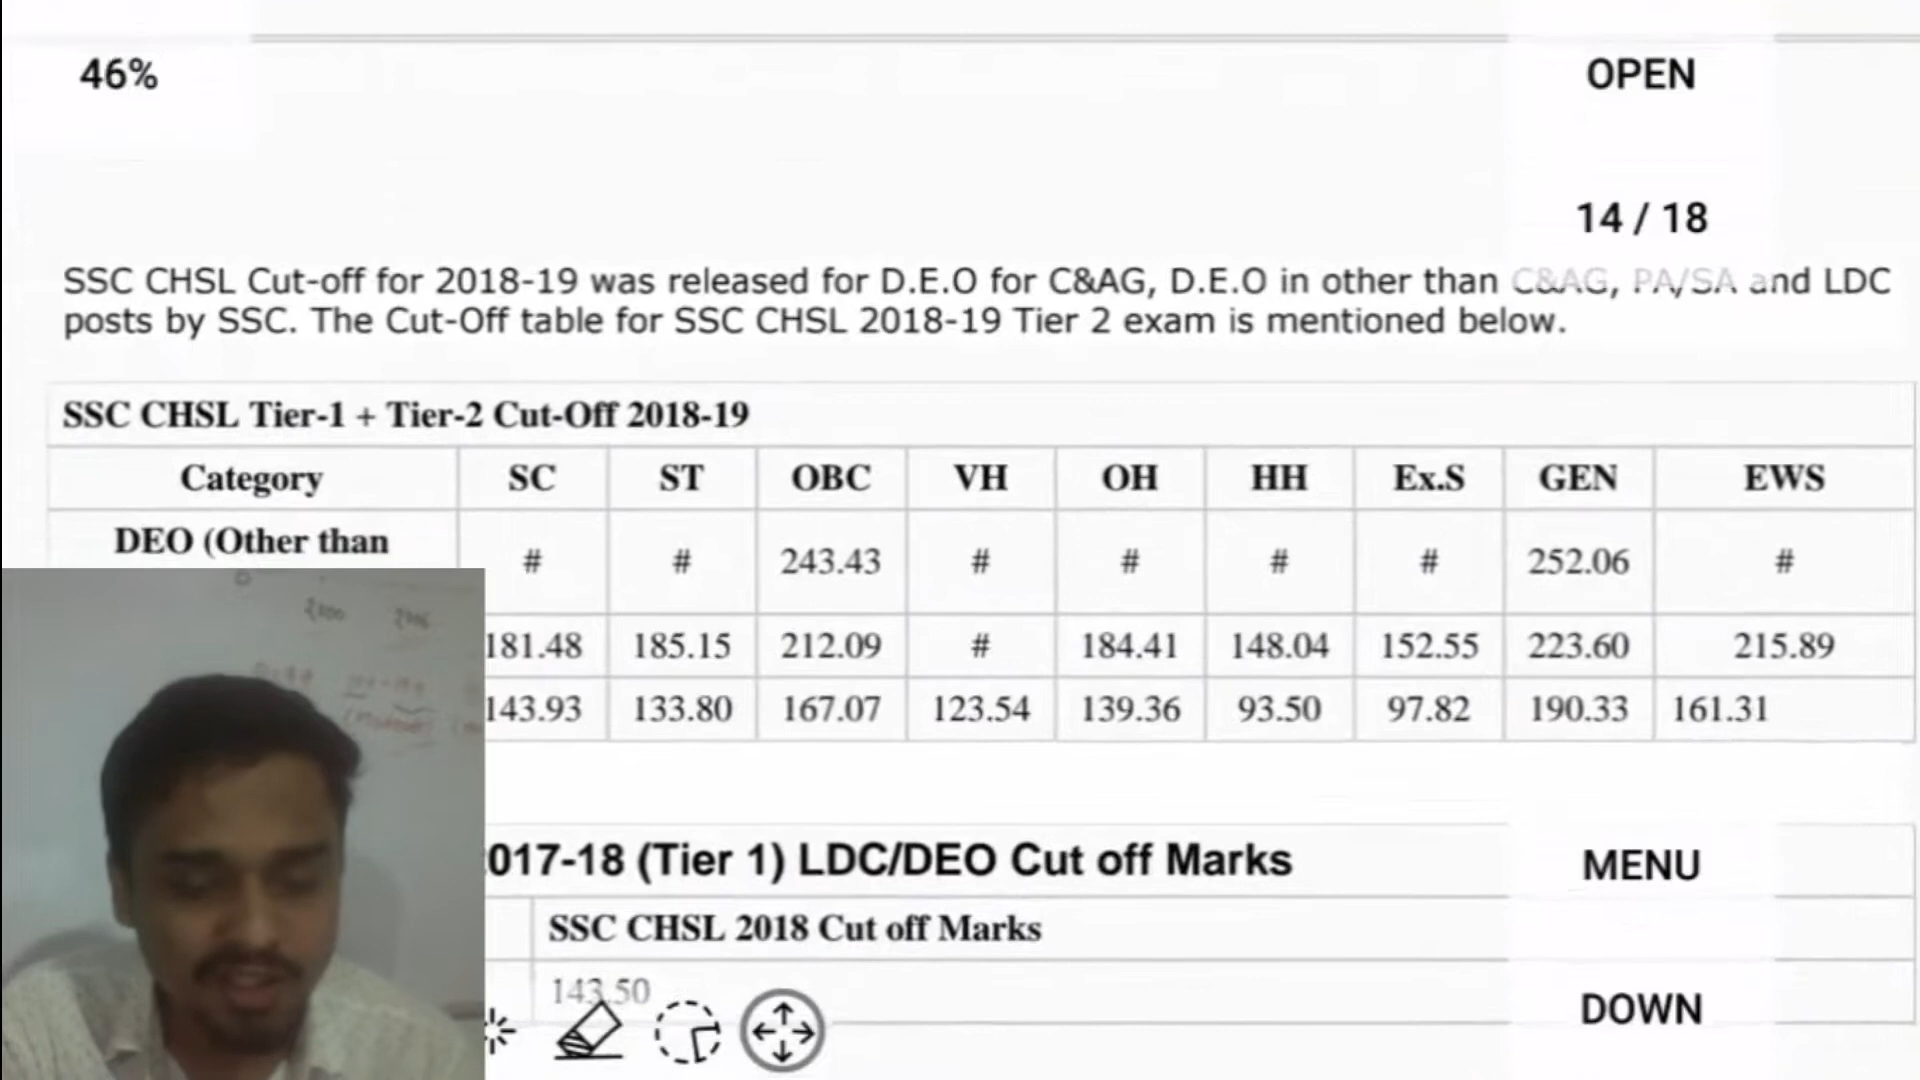 46%
OPEN
14 / 18
SSC CHSL Cut-off for 2018-19 was released for D.E.O for C&AG, D.E.O in other than C&AG, PA/SA and LDC
posts by SSC. The Cut-Off table for SSC CHSL 2018-19 Tier 2 exam is mentioned below.
SSC CHSL Tier-1 + Tier-2 Cut-Off 2018-19
Category SC ST OBC VH OH HH Ex.S GEN EWS
DEO (Other than
# # 243.43 # # # # 252.06 #
181.48 185.15 212.09 # 184.41 148.04 152.55 223.60 215.89
143.93 133.80 167.07 123.54 139.36 93.50 97.82 190.33 161.31
017-18 (Tier 1) LDC/DEO Cut off Marks
MENU
SSC CHSL 2018 Cut off Marks
143.50
DOWN